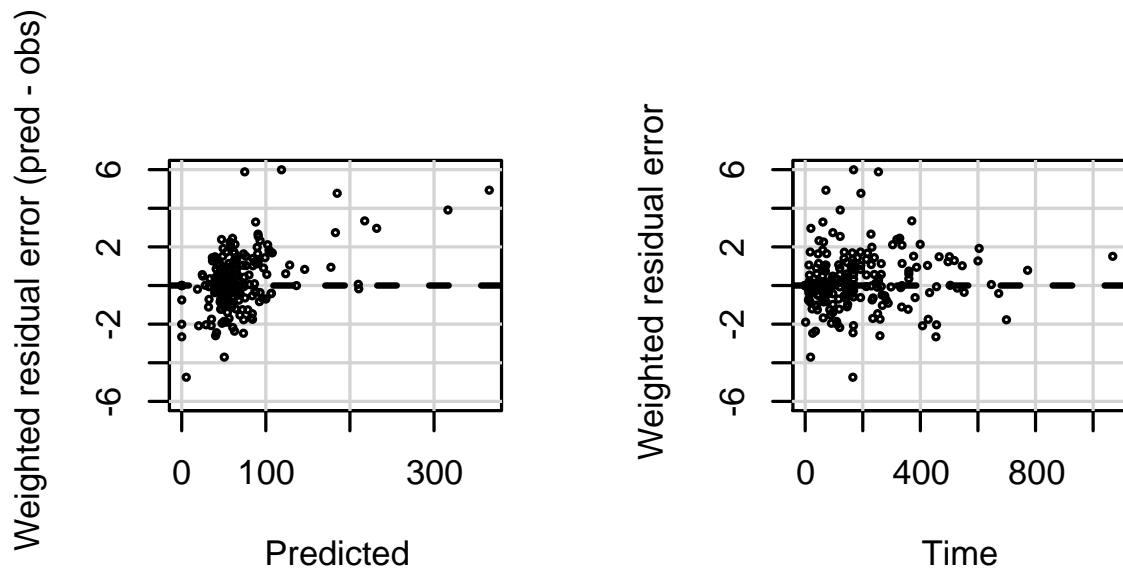 Weighted residual error (pred - obs)
6
2
-2
-6
0 100 300
Predicted
Weighted residual error
6
2
-2
-6
0 400 800
Time